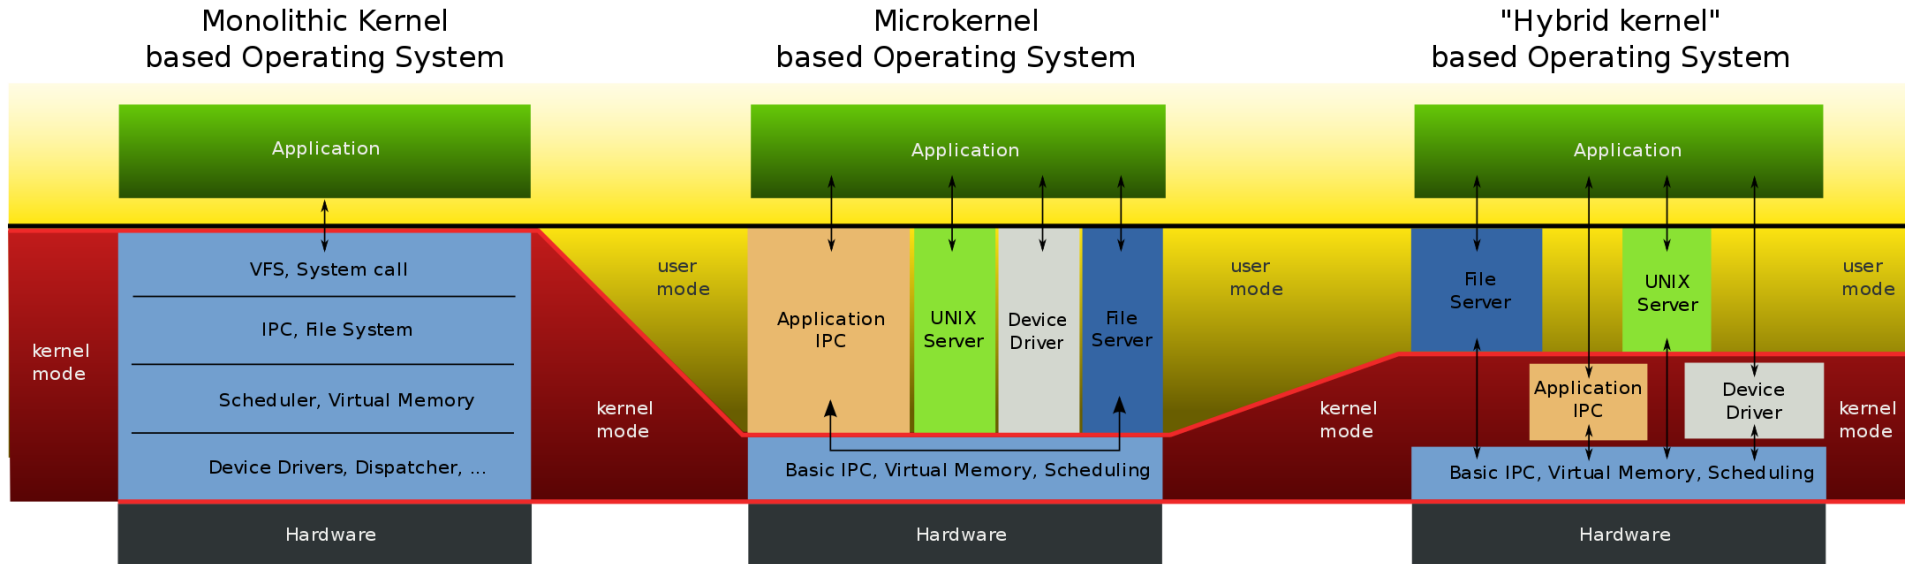 Monolithic Kernel
based Operating System
Microkernel
based Operating System
"Hybrid kernel"
based Operating System
Application
Application
Application
VFS, System call
IPC, File System
Scheduler, Virtual Memory
Device Drivers, Dispatcher, ...
kernel
mode
Hardware
user
mode
kernel
mode
Application
IPC
UNIX
Server
Device
Driver
File
Server
Basic IPC, Virtual Memory, Scheduling
Hardware
user
mode
kernel
mode
File
Server
UNIX
Server
user
mode
Application
IPC
Device
Driver
kernel
mode
Basic IPC, Virtual Memory, Scheduling
Hardware